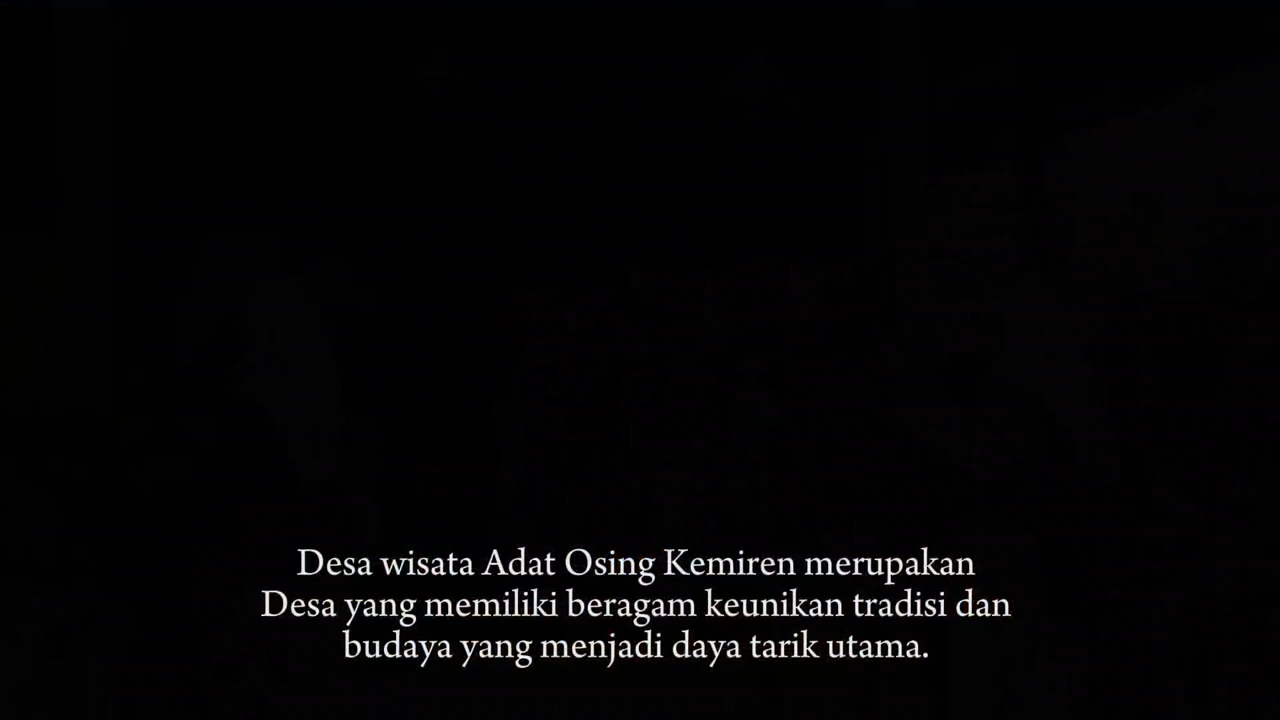 Desa wisata Adat Osing Kemiren merupakan
Desa yang memiliki beragam keunikan tradisi dan
budaya yang menjadi daya tarik utama.